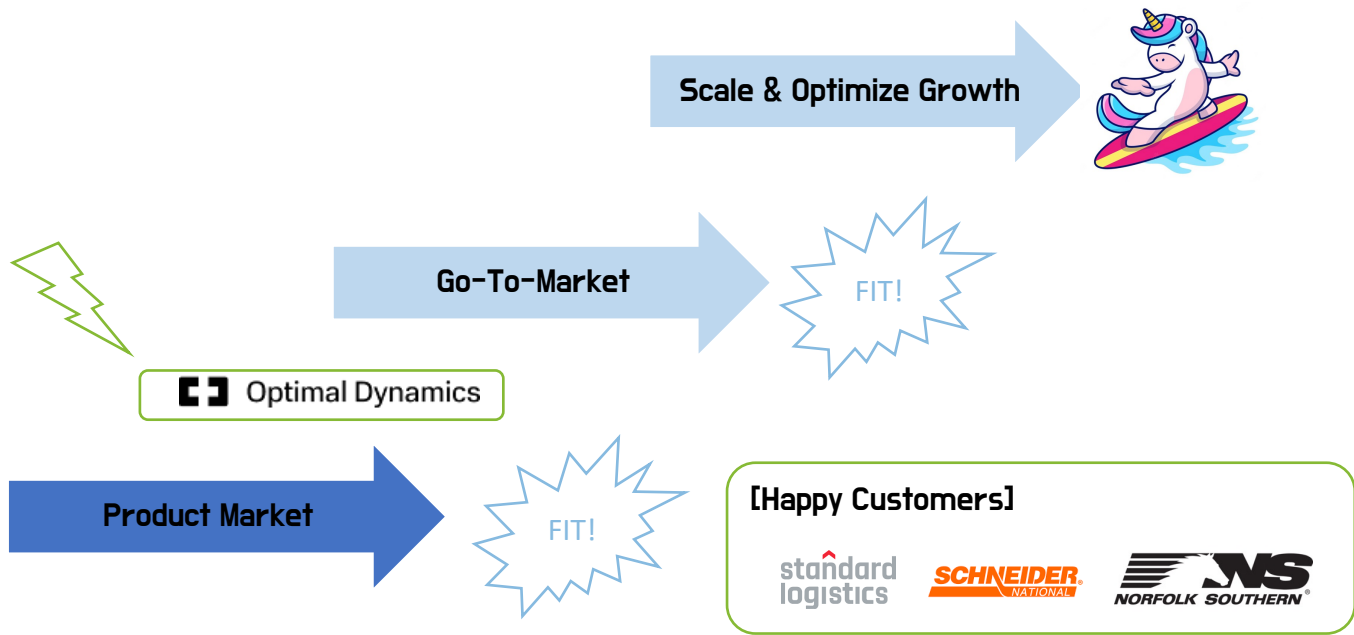 Scale & Optimize Growth
Go-To-Market
FIT!
Optimal Dynamics
Product Market
FIT!
[Happy Customers]
standard
logistics
SCHNEIDER®
NATIONAL
NS
NORFOLK SOUTHERN®